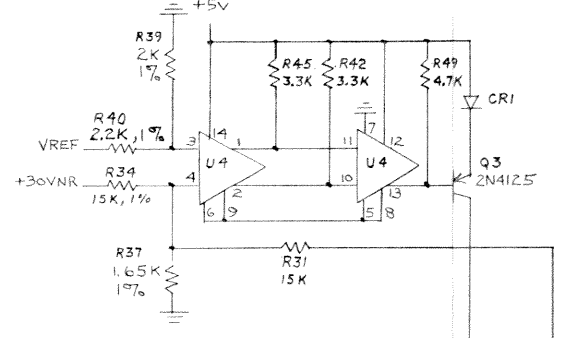 +5V
R39
2K
1%
R45
3.3K
R42
3.3K
R49
4.7K
CR1
R40
2.2K, 1%
VREF
3
14
1
U4
7
12
11
U4
Q3
2N4125
+30VNR
R34
15K, 1%
4
2
10
13
6
9
5
8
R37
1.65K
1%
R31
15K